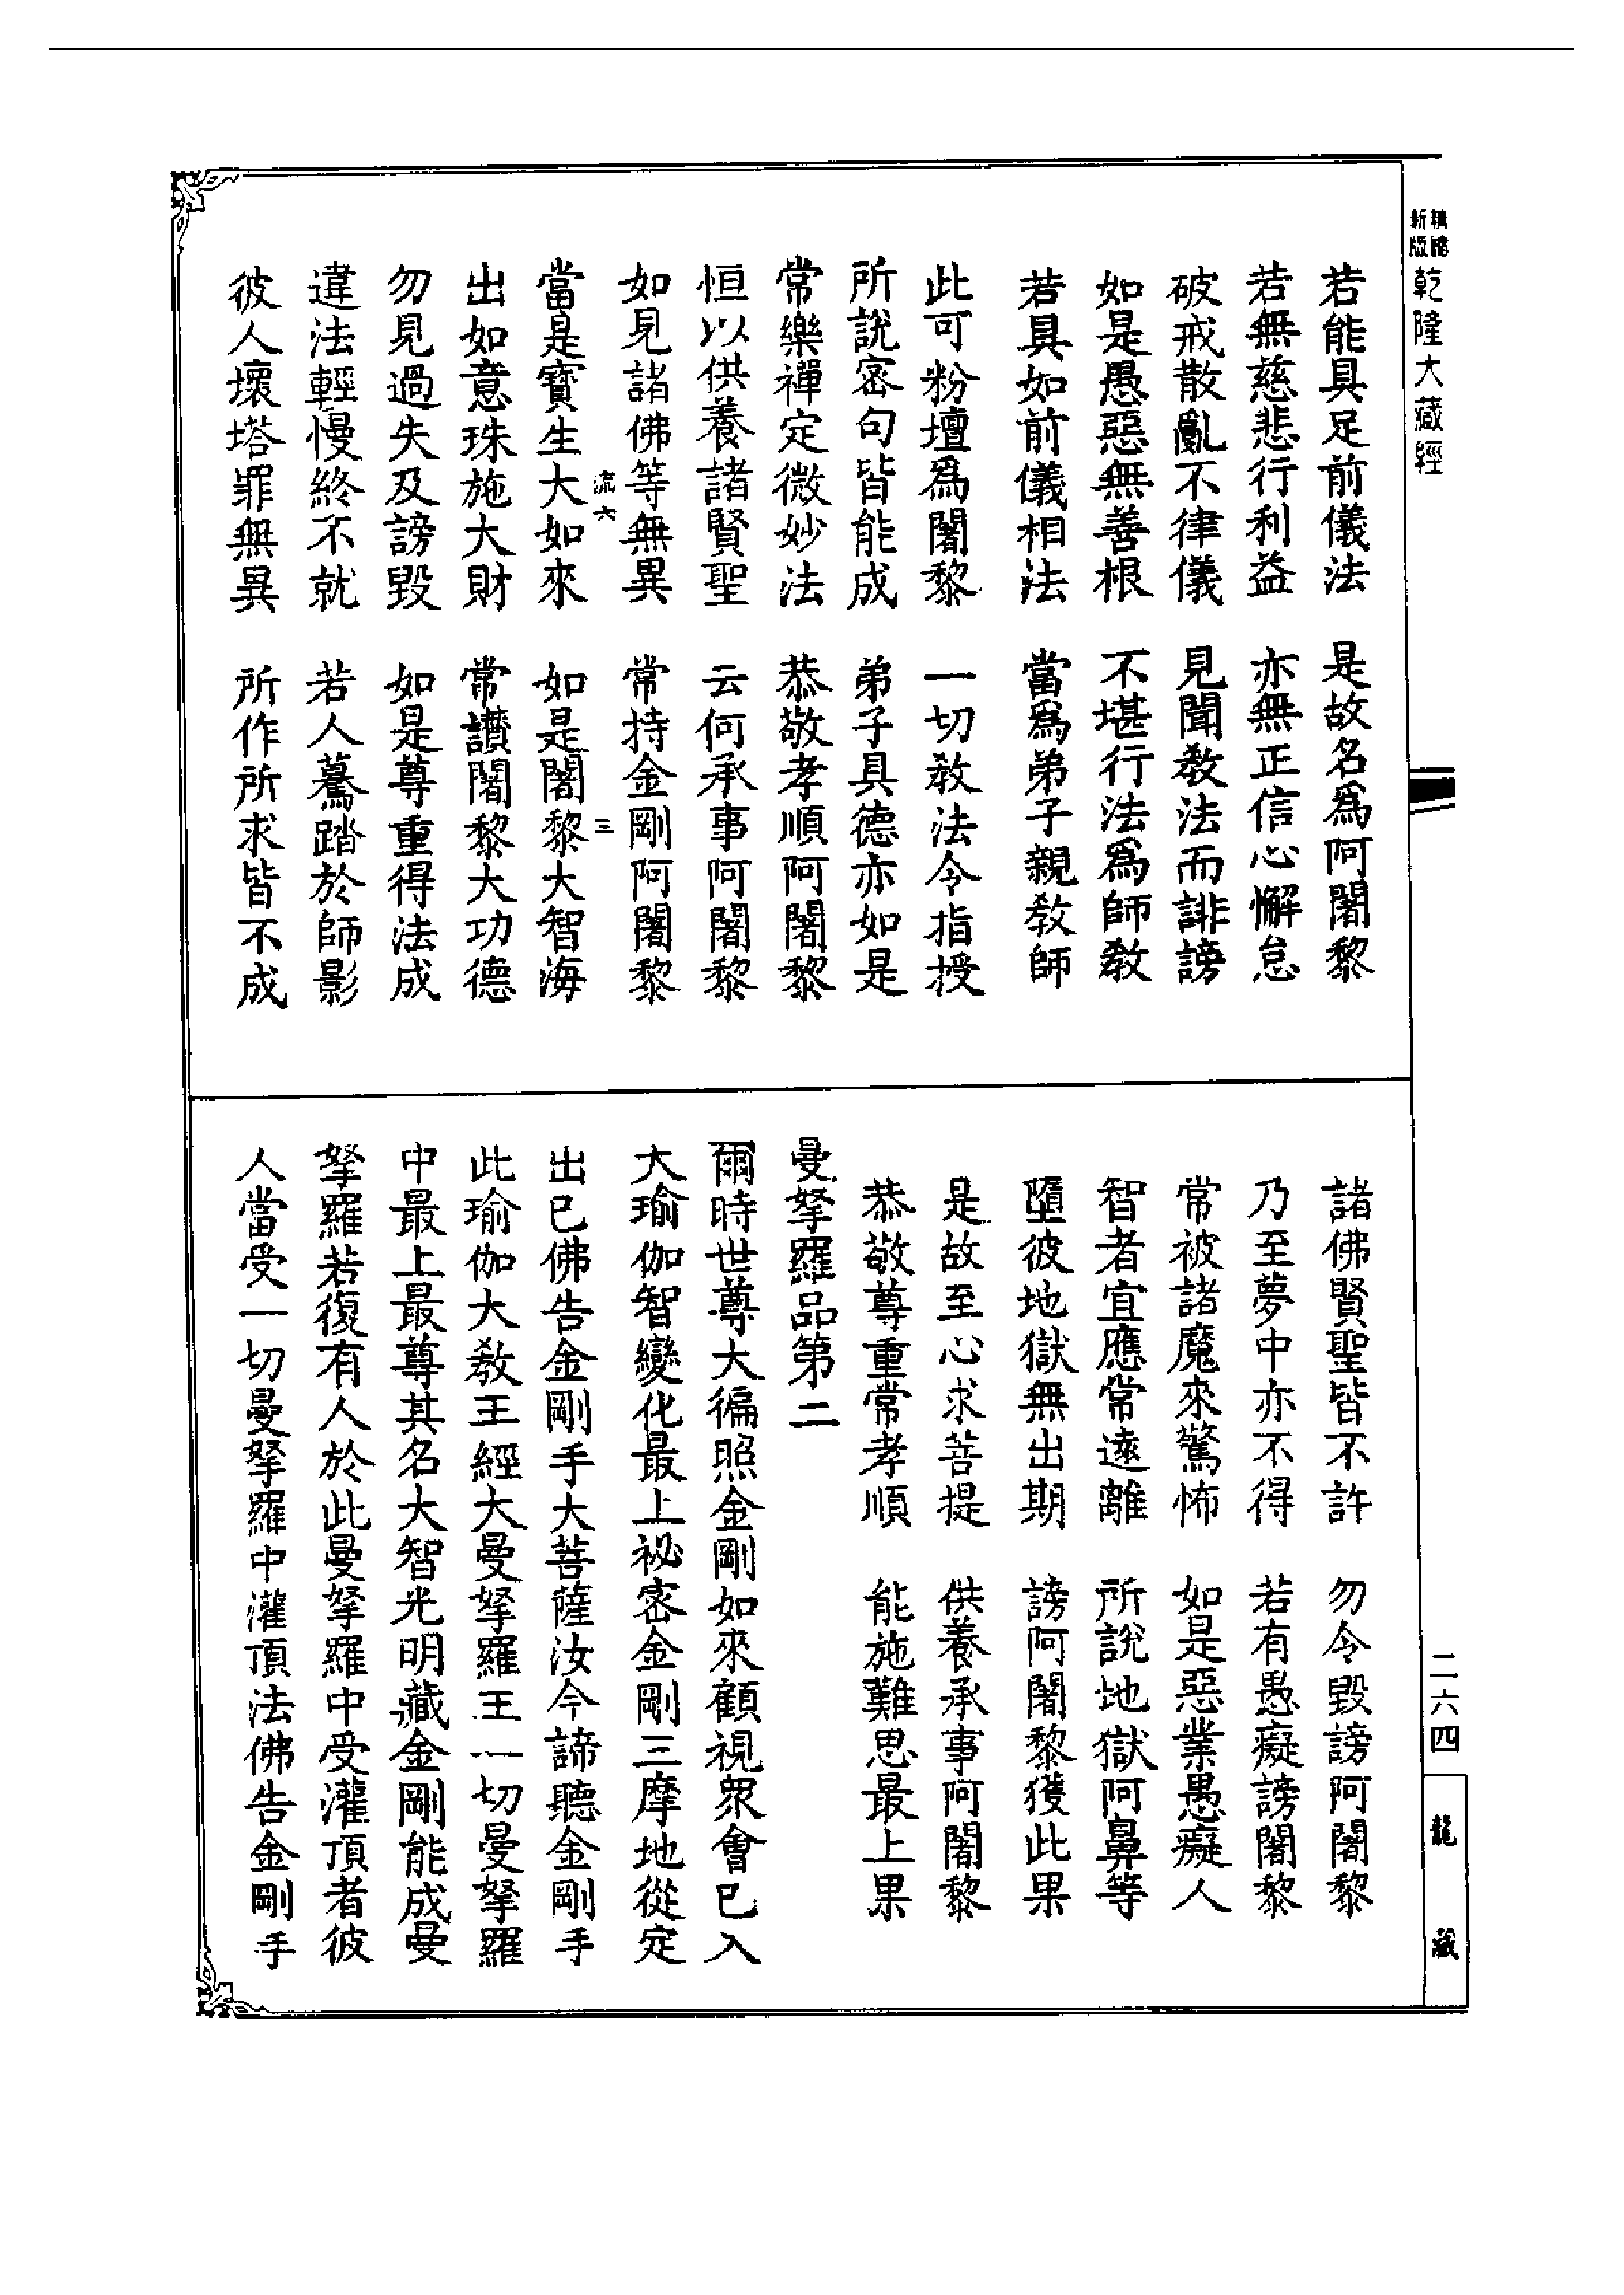 新版
乾隆大藏經
若能具足前儀法　是故名為阿闍黎
若無慈悲行利益　亦無正信心懈怠
破戒散亂不律儀　見聞教法而誹謗
如是愚惡無善根　不堪行法為師教
若具如前儀相法　當為弟子親教師
此可粉壇為闍黎　一切教法令指授
所說密句皆能成　弟子具德亦如是
常樂禪定微妙法　恭敬孝順阿闍黎
恒以供養諸賢聖　云何承事阿闍黎
如見諸佛等無異　常持金剛阿闍黎
流六　三
當是寶生大如來　如是闍黎大智海
出如意珠施大財　常讚闍黎大功德
勿見過失及謗毀　如是尊重得法成
違法輕慢終不就　若人驀踏於師影
彼人壞塔罪無異　所作所求皆不成
諸佛賢聖皆不許　勿令毀謗阿闍黎
乃至夢中亦不得　若有愚癡謗闍黎
常被諸魔來驚怖　如是惡業愚癡人
智者宜應常遠離　所說地獄阿鼻等
墮彼地獄無出期　謗阿闍黎獲此果
是故至心求菩提　供養承事阿闍黎
恭敬尊重常孝順　能施難思最上果
曼拏羅品第二
爾時世尊大徧照金剛如來顧視眾會已入
大瑜伽智變化最上祕密金剛三摩地從定
出已佛告金剛手大菩薩汝今諦聽金剛手
此瑜伽大教王經大曼拏羅王一切曼拏羅
中最上最尊其名大智光明藏金剛能成曼
拏羅若復有人於此曼拏羅中受灌頂者彼
人當受一切曼拏羅中灌頂法佛告金剛手
二六四
龍藏